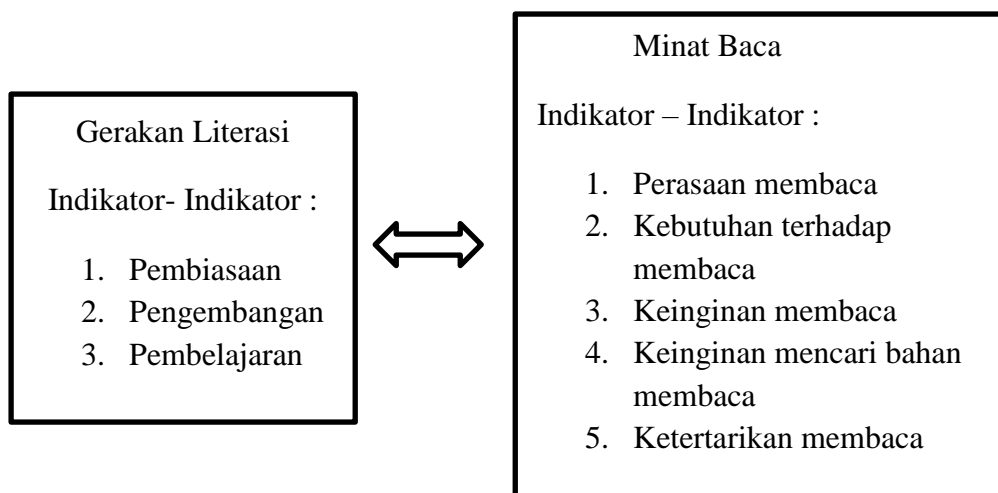 Gerakan Literasi
Indikator- Indikator :
1. Pembiasaan
2. Pengembangan
3. Pembelajaran
Minat Baca
Indikator – Indikator :
1. Perasaan membaca
2. Kebutuhan terhadap
membaca
3. Keinginan membaca
4. Keinginan mencari bahan
membaca
5. Ketertarikan membaca